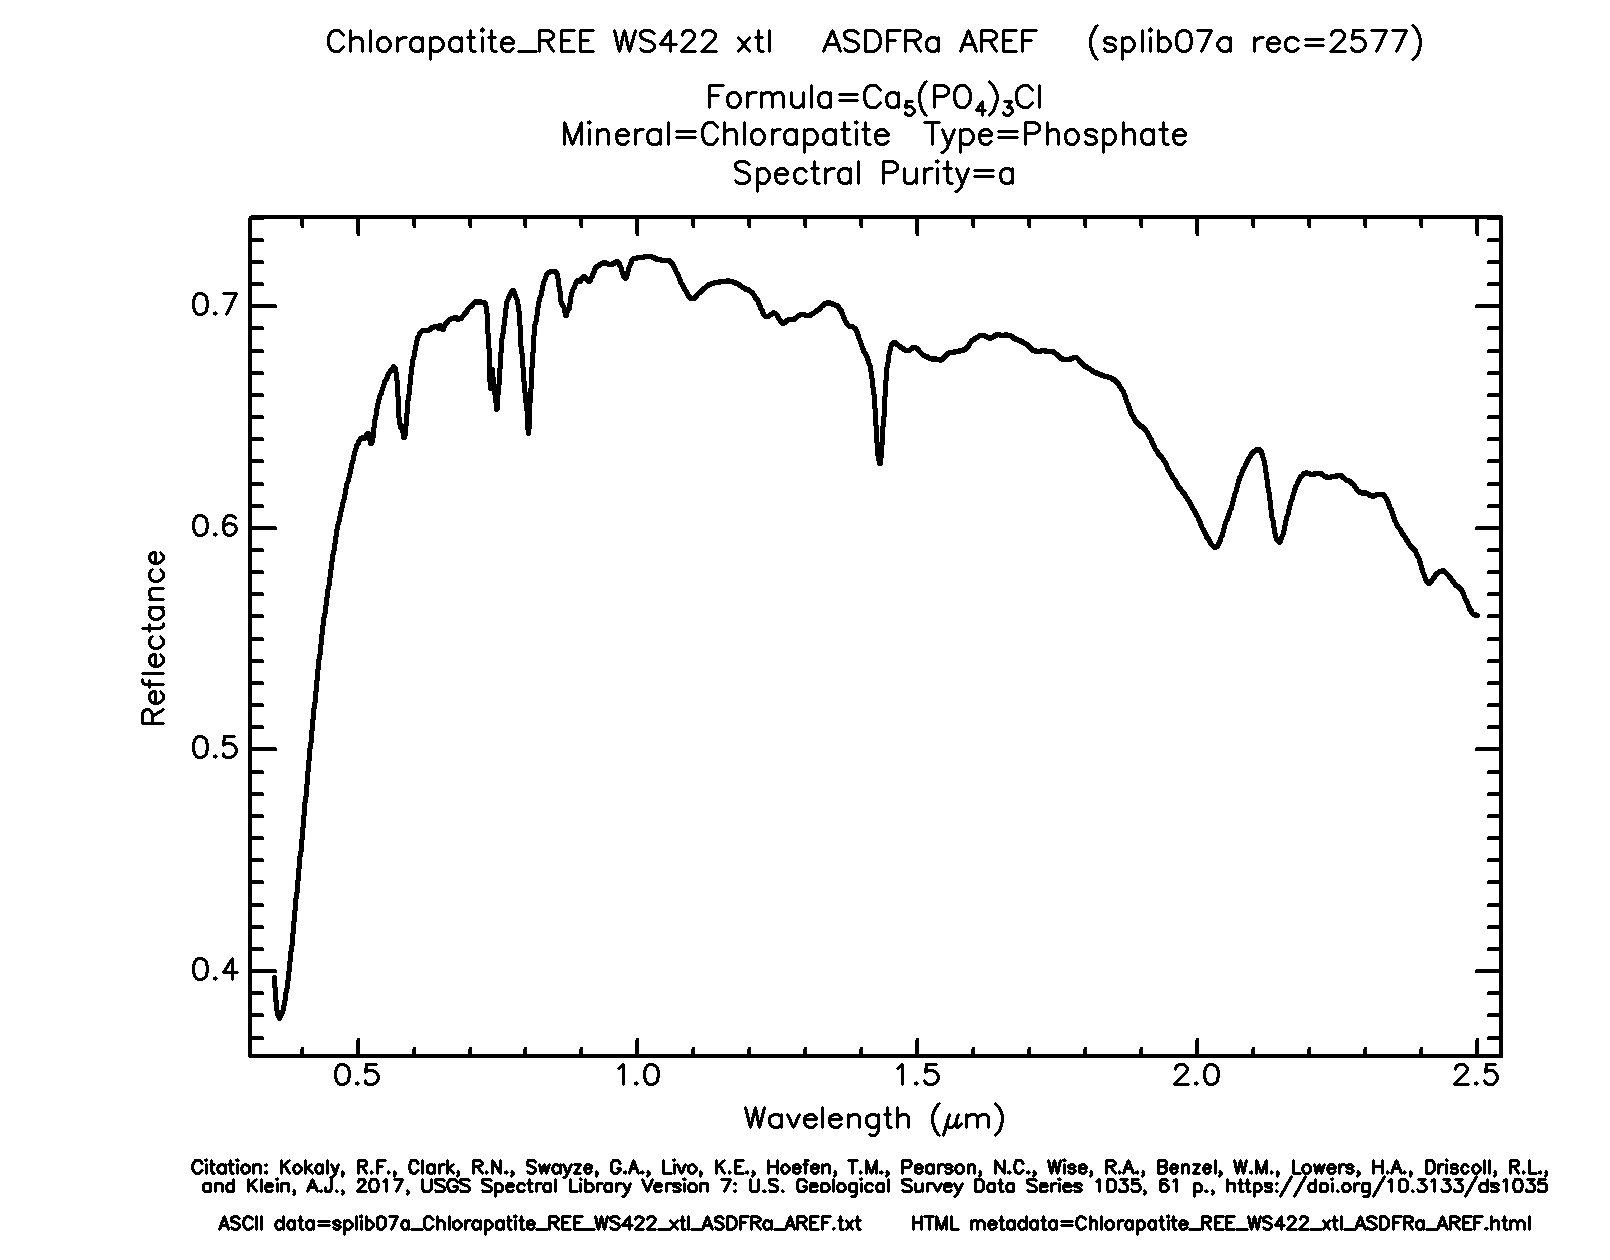 Chlorapatite_REE WS422 xtl ASDFRa AREF (splib07a rec=2577)
Formula=Ca₅(PO₄)₃Cl
Mineral=Chlorapatite Type=Phosphate
Spectral Purity=a
0.7
0.6
0.5
0.4
Reflectance
0.5 1.0 1.5 2.0 2.5
Wavelength (μm)
Citation: Kokaly, R.F., Clark, R.N., Swayze, G.A., Livo, K.E., Hoefen, T.M., Pearson, N.C., Wise, R.A., Benzel, W.M., Lowers, H.A., Driscoll, R.L.,
and Klein, A.J., 2017, USGS Spectral Library Version 7: U.S. Geological Survey Data Series 1035, 61 p., https://doi.org/10.3133/ds1035
ASCII data=splib07a_Chlorapatite_REE_WS422_xtl_ASDFRa_AREF.txt HTML metadata=Chlorapatite_REE_WS422_xtl_ASDFRa_AREF.html